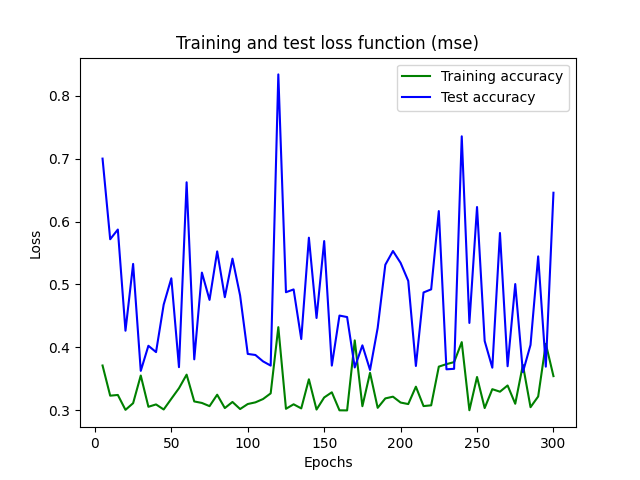 Training and test loss function (mse)
Training accuracy
Test accuracy
Loss
0.8
0.7
0.6
0.5
0.4
0.3
0 50 100 150 200 250 300
Epochs